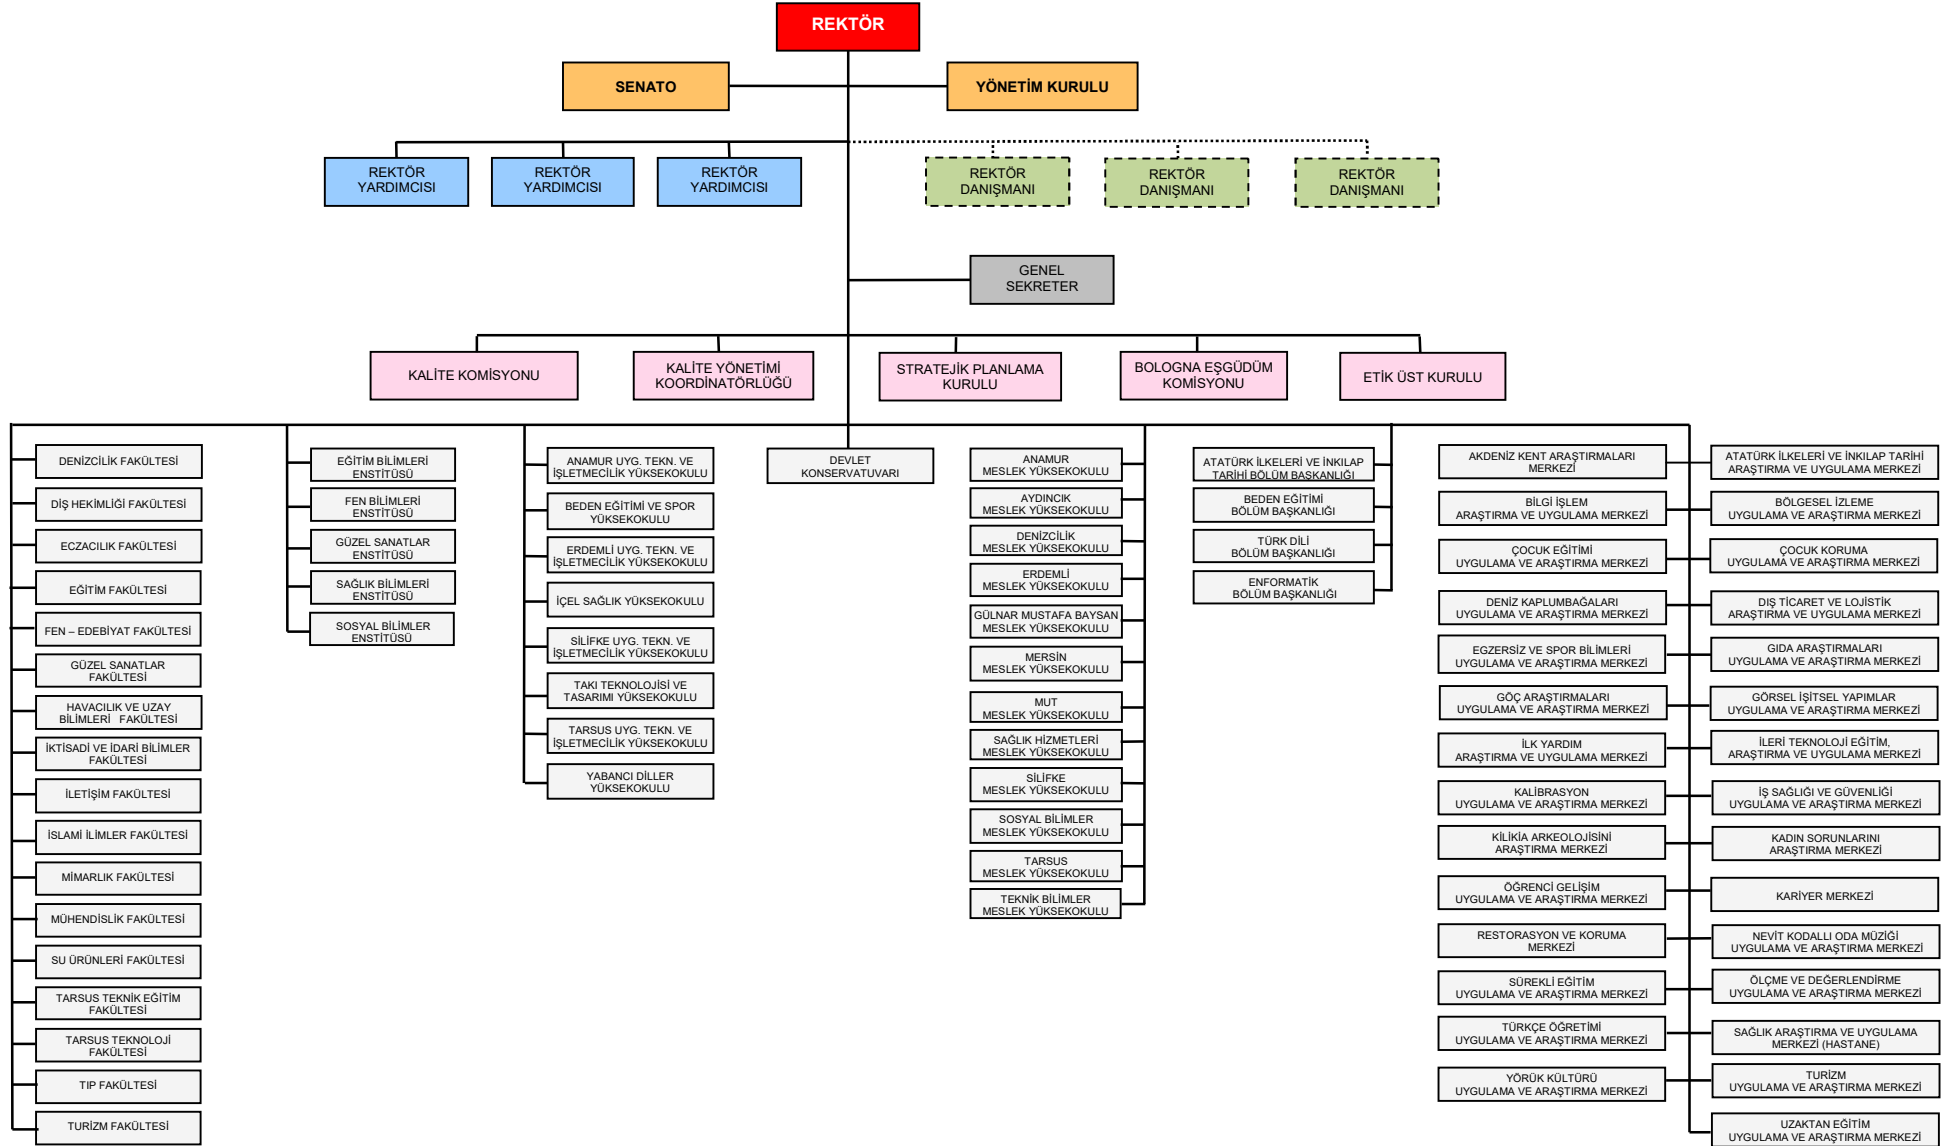 REKTÖR
SENATO
YÖNETİM KURULU
REKTÖR
YARDIMCISI
REKTÖR
YARDIMCISI
REKTÖR
YARDIMCISI
REKTÖR
DANIŞMANI
REKTÖR
DANIŞMANI
REKTÖR
DANIŞMANI
GENEL
SEKRETER
KALİTE KOMİSYONU
KALİTE YÖNETİMİ
KOORDİNATÖRLÜĞÜ
STRATEJİK PLANLAMA
KURULU
BOLOGNA EŞGÜDÜM
KOMİSYONU
ETİK ÜST KURULU
DENİZCİLİK FAKÜLTESİ
DİŞ HEKİMLİĞİ FAKÜLTESİ
ECZACILIK FAKÜLTESİ
EĞİTİM FAKÜLTESİ
FEN – EDEBİYAT FAKÜLTESİ
GÜZEL SANATLAR
FAKÜLTESİ
HAVACILIK VE UZAY
BİLİMLERİ FAKÜLTESİ
İKTİSADİ VE İDARİ BİLİMLER
FAKÜLTESİ
İLETİŞİM FAKÜLTESİ
İSLAMİ İLİMLER FAKÜLTESİ
MİMARLIK FAKÜLTESİ
MÜHENDİSLİK FAKÜLTESİ
SU ÜRÜNLERİ FAKÜLTESİ
TARSUS TEKNİK EĞİTİM
FAKÜLTESİ
TARSUS TEKNOLOJİ
FAKÜLTESİ
TIP FAKÜLTESİ
TURİZM FAKÜLTESİ
EĞİTİM BİLİMLERİ
ENSTİTÜSÜ
FEN BİLİMLERİ
ENSTİTÜSÜ
GÜZEL SANATLAR
ENSTİTÜSÜ
SAĞLIK BİLİMLERİ
ENSTİTÜSÜ
SOSYAL BİLİMLER
ENSTİTÜSÜ
ANAMUR UYG. TEKN. VE
İŞLETMECİLİK YÜKSEKOKULU
BEDEN EĞİTİMİ VE SPOR
YÜKSEKOKULU
ERDEMLİ UYG. TEKN. VE
İŞLETMECİLİK YÜKSEKOKULU
İÇEL SAĞLIK YÜKSEKOKULU
SİLİFKE UYG. TEKN. VE
İŞLETMECİLİK YÜKSEKOKULU
TAKI TEKNOLOJİSİ VE
TASARIMI YÜKSEKOKULU
TARSUS UYG. TEKN. VE
İŞLETMECİLİK YÜKSEKOKULU
YABANCI DİLLER
YÜKSEKOKULU
DEVLET
KONSERVATUVARI
ANAMUR
MESLEK YÜKSEKOKULU
AYDINCIK
MESLEK YÜKSEKOKULU
DENİZCİLİK
MESLEK YÜKSEKOKULU
ERDEMLİ
MESLEK YÜKSEKOKULU
GÜLNAR MUSTAFA BAYSAN
MESLEK YÜKSEKOKULU
MERSİN
MESLEK YÜKSEKOKULU
MUT
MESLEK YÜKSEKOKULU
SAĞLIK HİZMETLERİ
MESLEK YÜKSEKOKULU
SİLİFKE
MESLEK YÜKSEKOKULU
SOSYAL BİLİMLER
MESLEK YÜKSEKOKULU
TARSUS
MESLEK YÜKSEKOKULU
TEKNİK BİLİMLER
MESLEK YÜKSEKOKULU
ATATÜRK İLKELERİ VE İNKILAP
TARİHİ BÖLÜM BAŞKANLIĞI
BEDEN EĞİTİMİ
BÖLÜM BAŞKANLIĞI
TÜRK DİLİ
BÖLÜM BAŞKANLIĞI
ENFORMATİK
BÖLÜM BAŞKANLIĞI
AKDENİZ KENT ARAŞTIRMALARI
MERKEZİ
BİLGİ İŞLEM
ARAŞTIRMA VE UYGULAMA MERKEZİ
ÇOCUK EĞİTİMİ
UYGULAMA VE ARAŞTIRMA MERKEZİ
DENİZ KAPLUMBAĞALARI
UYGULAMA VE ARAŞTIRMA MERKEZİ
EGZERSİZ VE SPOR BİLİMLERİ
UYGULAMA VE ARAŞTIRMA MERKEZİ
GÖÇ ARAŞTIRMALARI
UYGULAMA VE ARAŞTIRMA MERKEZİ
İLK YARDIM
ARAŞTIRMA VE UYGULAMA MERKEZİ
KALİBRASYON
UYGULAMA VE ARAŞTIRMA MERKEZİ
KİLİKİA ARKEOLOJİSİNİ
ARAŞTIRMA MERKEZİ
ÖĞRENCİ GELİŞİM
UYGULAMA VE ARAŞTIRMA MERKEZİ
RESTORASYON VE KORUMA
MERKEZİ
SÜREKLİ EĞİTİM
UYGULAMA VE ARAŞTIRMA MERKEZİ
TÜRKÇE ÖĞRETİMİ
UYGULAMA VE ARAŞTIRMA MERKEZİ
YÖRÜK KÜLTÜRÜ
UYGULAMA VE ARAŞTIRMA MERKEZİ
ATATÜRK İLKELERİ VE İNKILAP TARİHİ
ARAŞTIRMA VE UYGULAMA MERKEZİ
BÖLGESEL İZLEME
UYGULAMA VE ARAŞTIRMA MERKEZİ
ÇOCUK KORUMA
UYGULAMA VE ARAŞTIRMA MERKEZİ
DIŞ TİCARET VE LOJİSTİK
ARAŞTIRMA VE UYGULAMA MERKEZİ
GIDA ARAŞTIRMALARI
UYGULAMA VE ARAŞTIRMA MERKEZİ
GÖRSEL İŞİTSEL YAPIMLAR
UYGULAMA VE ARAŞTIRMA MERKEZİ
İLERİ TEKNOLOJİ EĞİTİM,
ARAŞTIRMA VE UYGULAMA MERKEZİ
İŞ SAĞLIĞI VE GÜVENLİĞİ
UYGULAMA VE ARAŞTIRMA MERKEZİ
KADIN SORUNLARINI
ARAŞTIRMA MERKEZİ
KARİYER MERKEZİ
NEVİT KODALLI ODA MÜZİĞİ
UYGULAMA VE ARAŞTIRMA MERKEZİ
ÖLÇME VE DEĞERLENDİRME
UYGULAMA VE ARAŞTIRMA MERKEZİ
SAĞLIK ARAŞTIRMA VE UYGULAMA
MERKEZİ (HASTANE)
TURİZM
UYGULAMA VE ARAŞTIRMA MERKEZİ
UZAKTAN EĞİTİM
UYGULAMA VE ARAŞTIRMA MERKEZİ